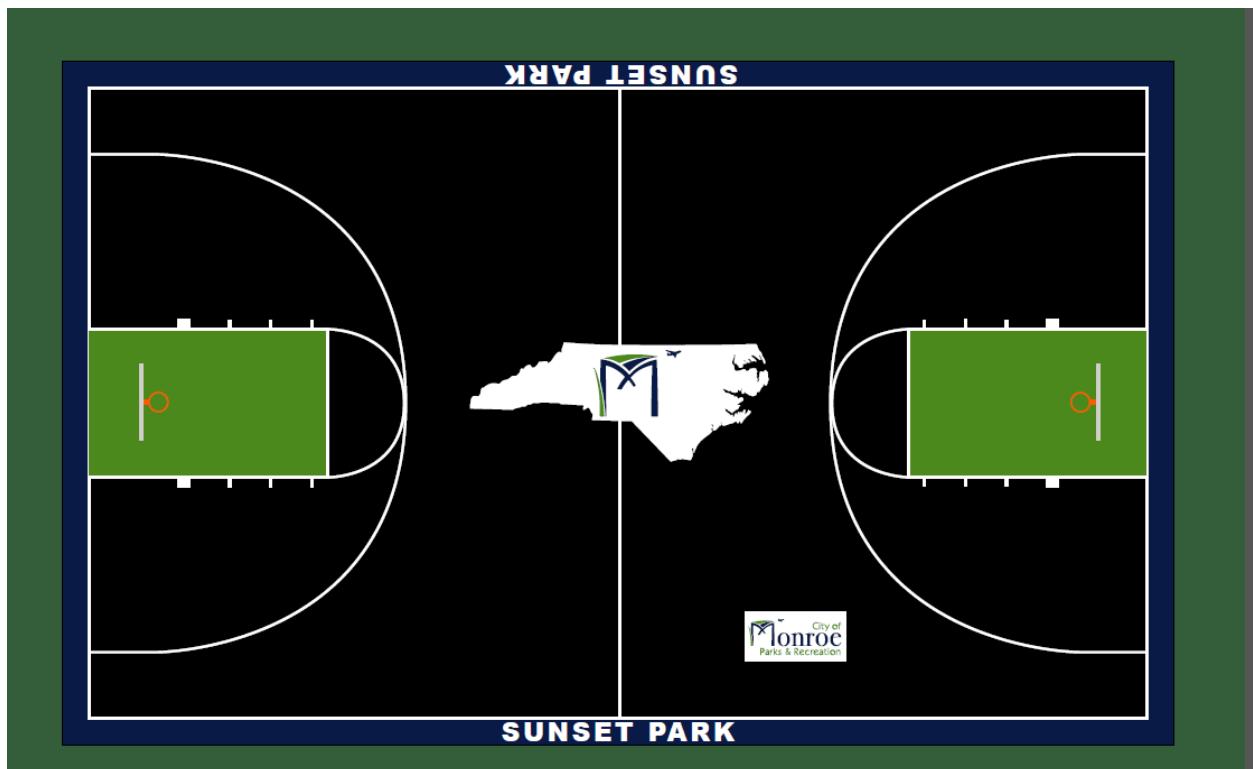 SUNSET PARK
M
City of
Monroe
Parks & Recreation
SUNSET PARK